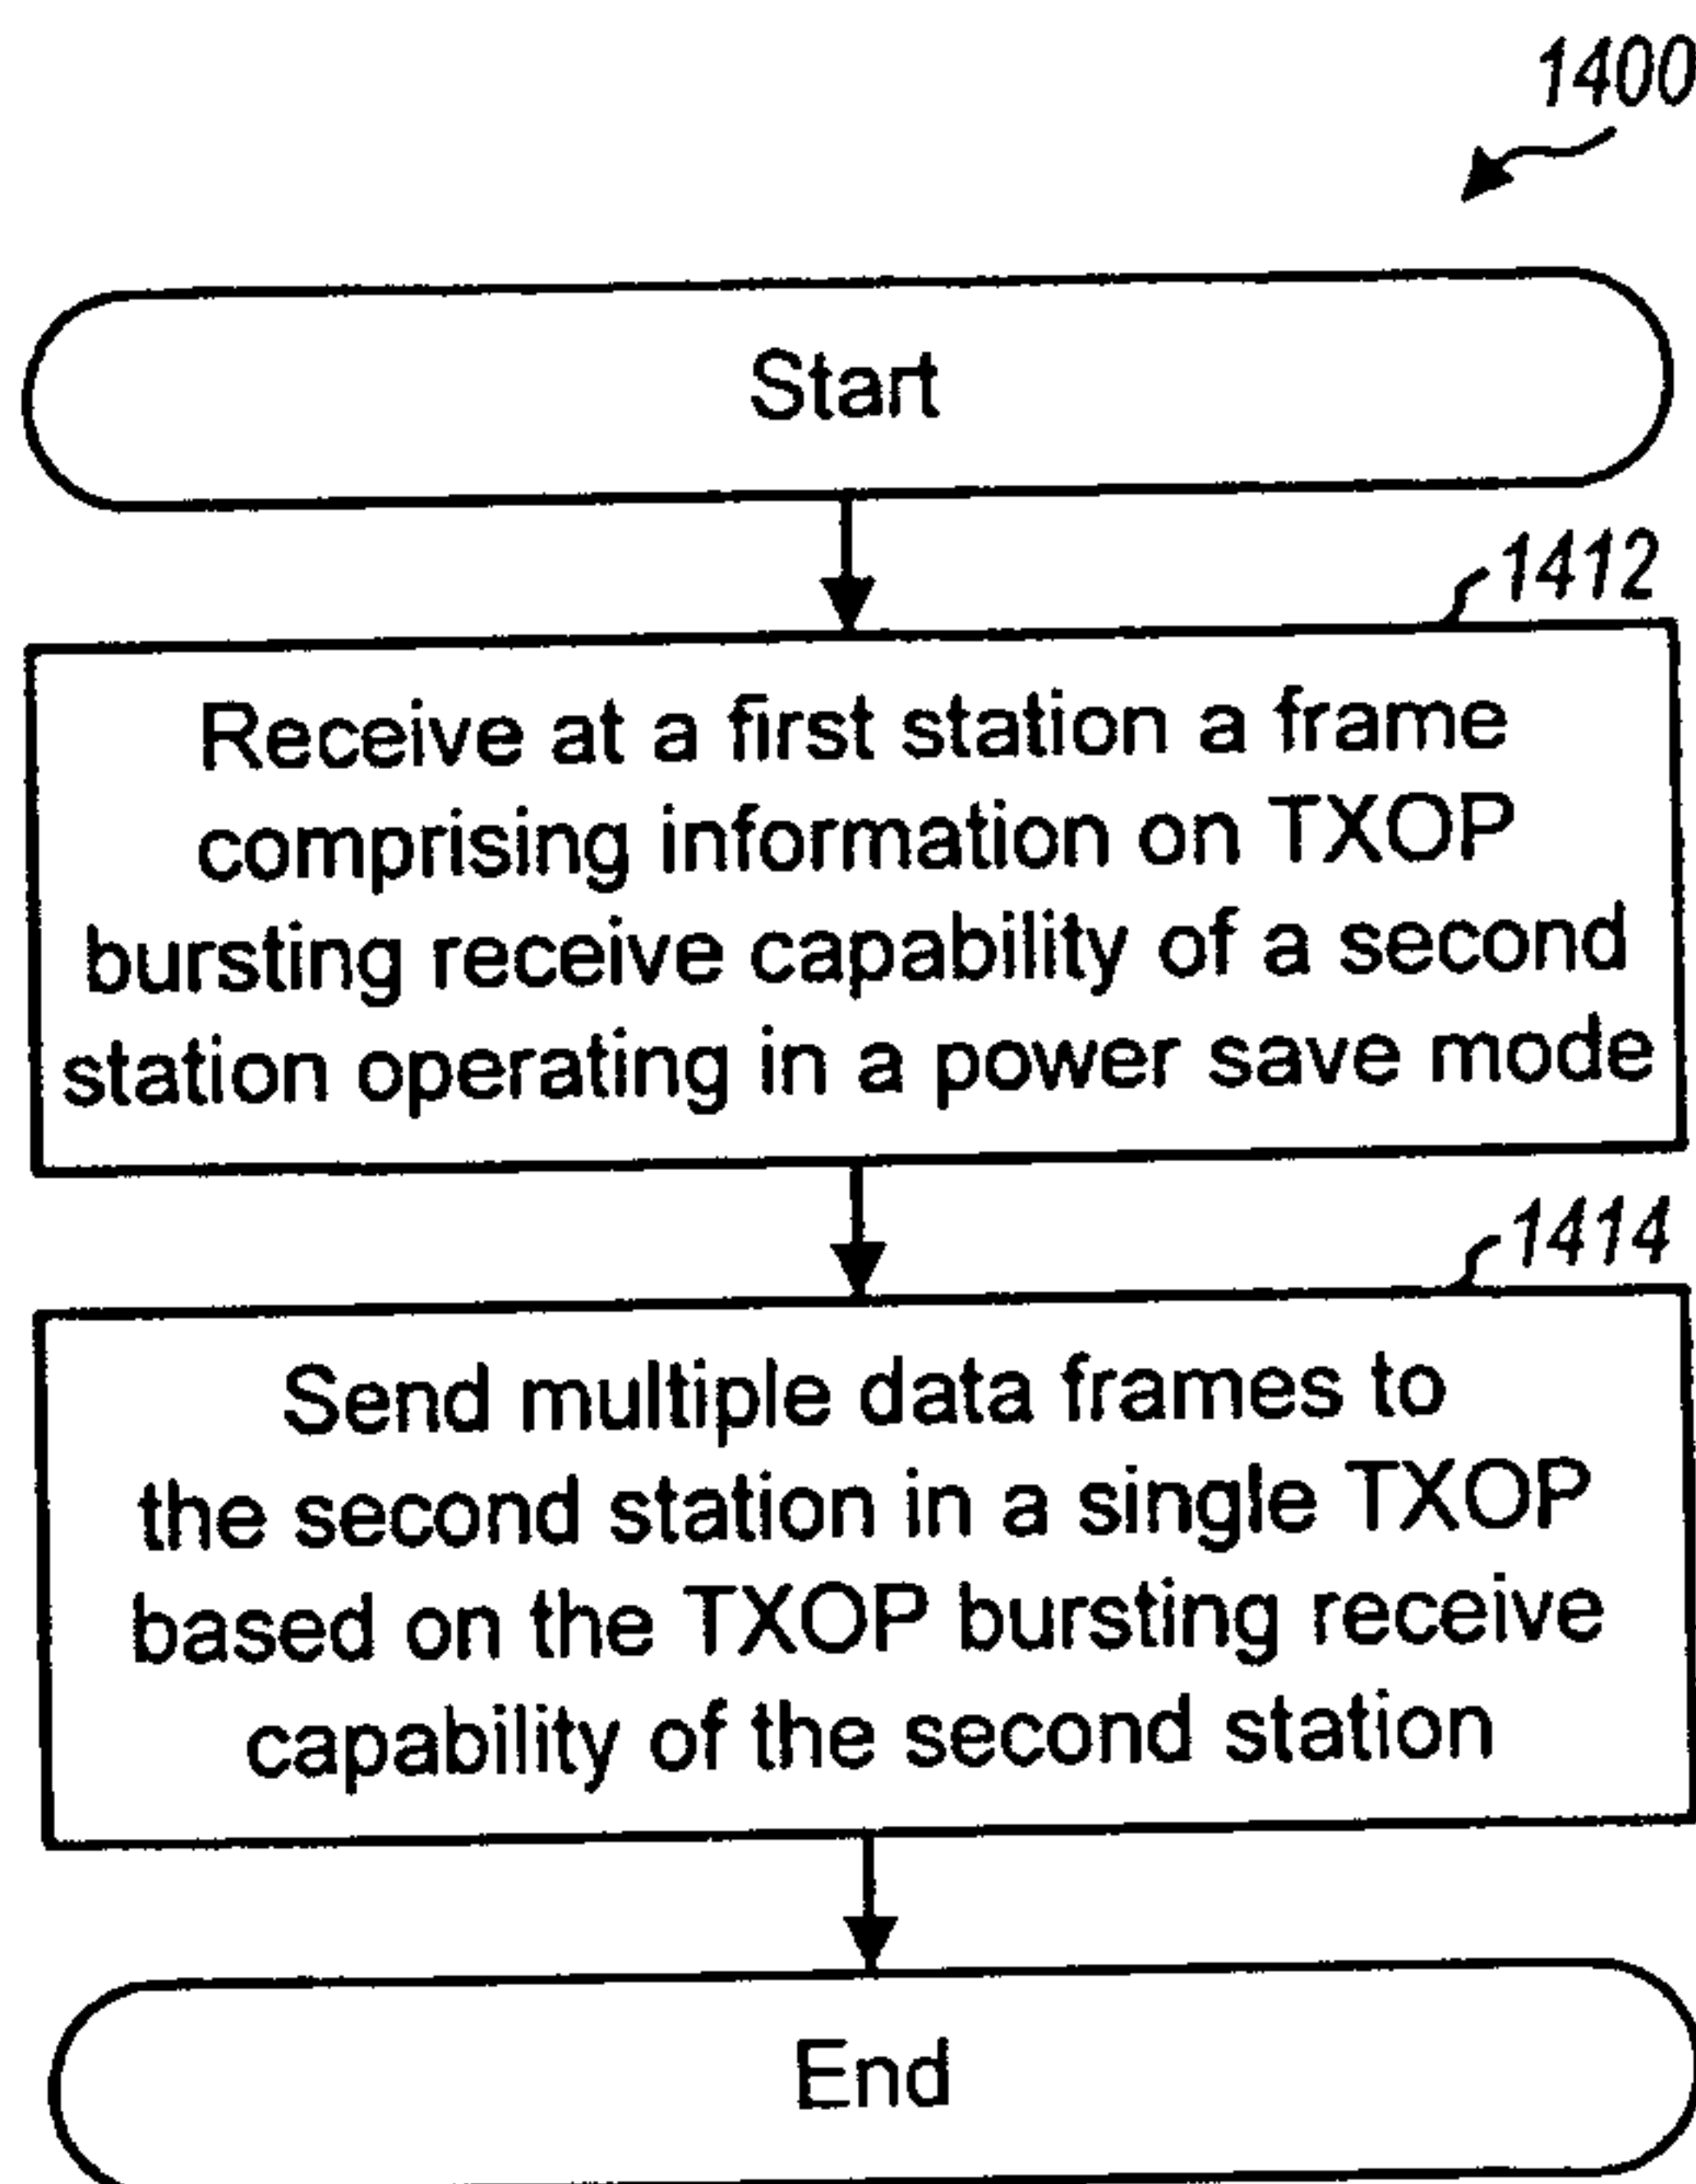 1400
Start
1412
Receive at a first station a frame
comprising information on TXOP
bursting receive capability of a second
station operating in a power save mode
1414
Send multiple data frames to
the second station in a single TXOP
based on the TXOP bursting receive
capability of the second station
End